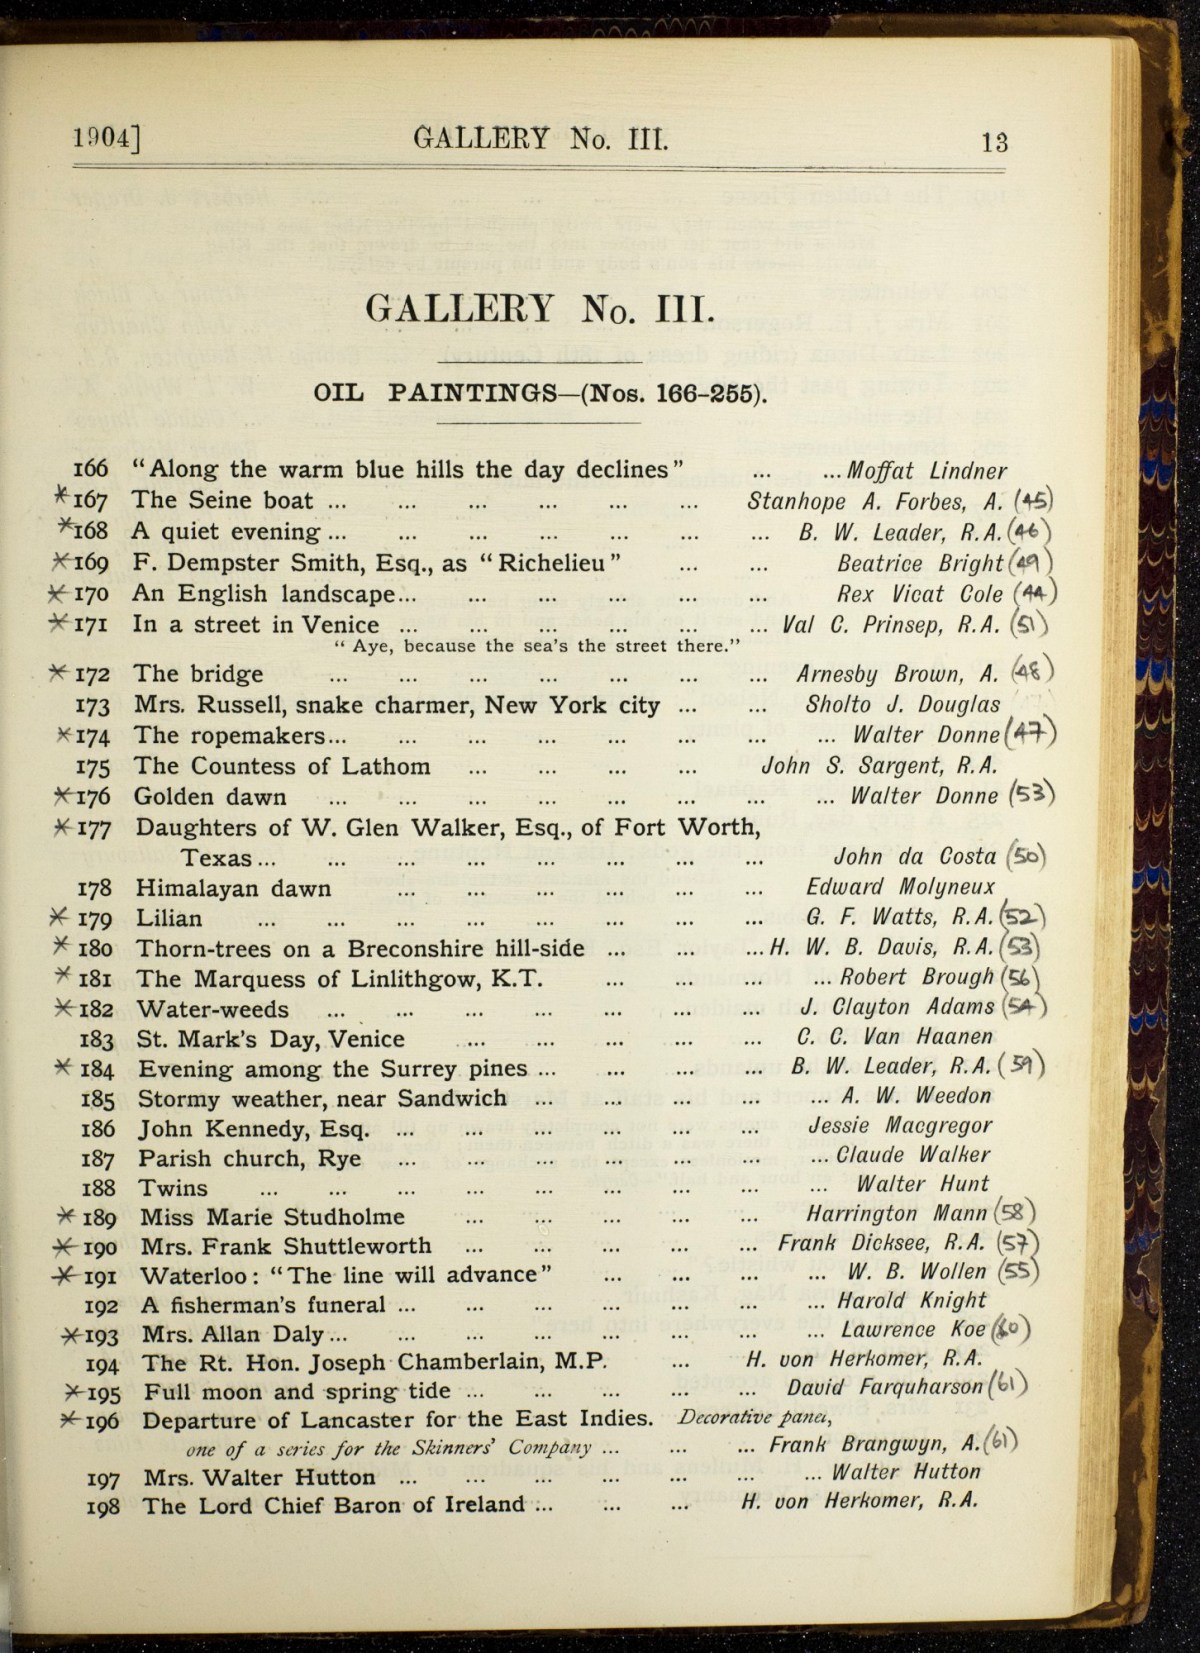 1904] GALLERY No. III. 13
GALLERY No. III.
OIL PAINTINGS—(Nos. 166-255).
166 "Along the warm blue hills the day declines" ... ... Moffat Lindner
*167 The Seine boat ... ... ... ... ... ... Stanhope A. Forbes, A. (45)
*168 A quiet evening ... ... ... ... ... ... ... B. W. Leader, R.A. (46)
*169 F. Dempster Smith, Esq., as "Richelieu" ... ... Beatrice Bright (49)
*170 An English landscape... ... ... ... ... ... Rex Vicat Cole (44)
*171 In a street in Venice ... ... ... ... ... ... Val C. Prinsep, R.A. (51)
"Aye, because the sea's the street there."
*172 The bridge ... ... ... ... ... ... ... Arnesby Brown, A. (48)
173 Mrs. Russell, snake charmer, New York city ... ... Sholto J. Douglas
*174 The ropemakers... ... ... ... ... ... ... ... Walter Donne (47)
175 The Countess of Lathom ... ... ... ... John S. Sargent, R.A.
*176 Golden dawn ... ... ... ... ... ... ... ... Walter Donne (53)
*177 Daughters of W. Glen Walker, Esq., of Fort Worth,
Texas ... ... ... ... ... ... ... ... John da Costa (50)
178 Himalayan dawn ... ... ... ... ... ... Edward Molyneux
*179 Lilian ... ... ... ... ... ... ... ... G. F. Watts, R.A. (52)
*180 Thorn-trees on a Breconshire hill-side ... ... ... H. W. B. Davis, R.A. (53)
*181 The Marquess of Linlithgow, K.T. ... ... ... ... Robert Brough (56)
*182 Water-weeds ... ... ... ... ... ... ... J. Clayton Adams (54)
183 St. Mark's Day, Venice ... ... ... ... ... C. C. Van Haanen
*184 Evening among the Surrey pines ... ... ... ... B. W. Leader, R.A. (59)
185 Stormy weather, near Sandwich ... ... ... ... ... A. W. Weedon
186 John Kennedy, Esq. ... ... ... ... ... ... Jessie Macgregor
187 Parish church, Rye ... ... ... ... ... ... ... Claude Walker
188 Twins ... ... ... ... ... ... ... ... ... Walter Hunt
*189 Miss Marie Studholme ... ... ... ... ... Harrington Mann (58)
*190 Mrs. Frank Shuttleworth ... ... ... ... ... Frank Dicksee, R.A. (57)
*191 Waterloo: "The line will advance" ... ... ... ... W. B. Wollen (55)
192 A fisherman's funeral ... ... ... ... ... ... ... Harold Knight
*193 Mrs. Allan Daly... ... ... ... ... ... ... ... Lawrence Koe (60)
194 The Rt. Hon. Joseph Chamberlain, M.P. ... H. von Herkomer, R.A.
*195 Full moon and spring tide ... ... ... ... ... David Farquharson (61)
*196 Departure of Lancaster for the East Indies. Decorative panel,
one of a series for the Skinners' Company ... ... ... Frank Brangwyn, A. (61)
197 Mrs. Walter Hutton ... ... ... ... ... ... ... Walter Hutton
198 The Lord Chief Baron of Ireland ... ... ... H. von Herkomer, R.A.